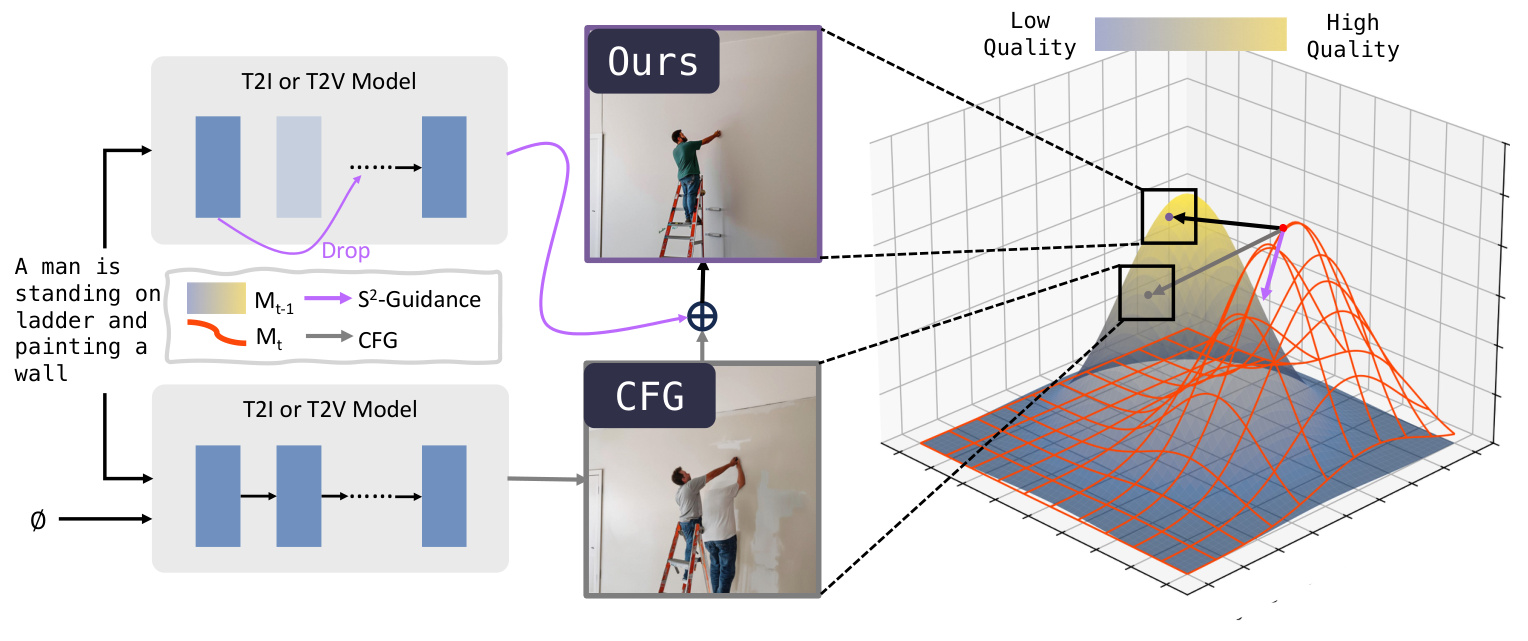 T2I or T2V Model
Drop
A man is
standing on
ladder and
painting a
wall
M_{t-1}
S²-Guidance
M_t
CFG
T2I or T2V Model
Ø
Ours
CFG
Low
Quality
High
Quality